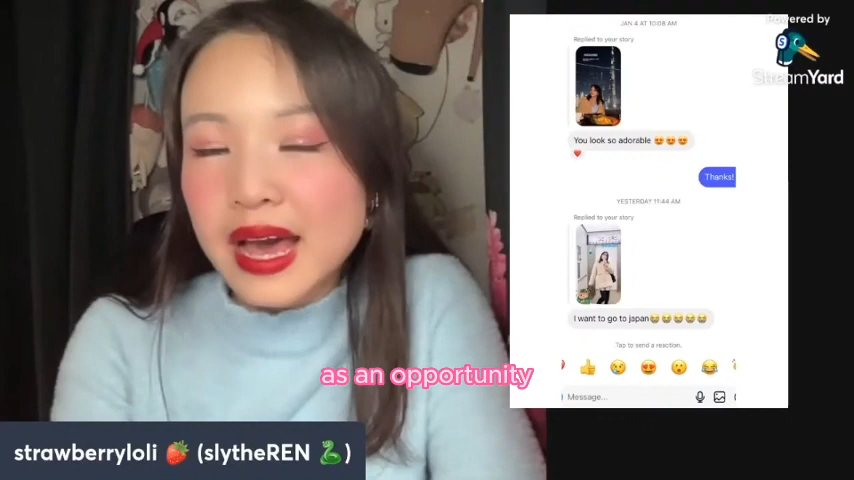 JAN 4 AT 10:08 AM
Powered by
Replied to your story
StreamYard
You look so adorable 😍😍😍
❤️
Thanks!
YESTERDAY 11:44 AM
Replied to your story
I want to go to japan😭😭😭😭😭
Tap to send a reaction.
as an opportunity
Message...
strawberryloli 🍓 (slytheREN 🐍)